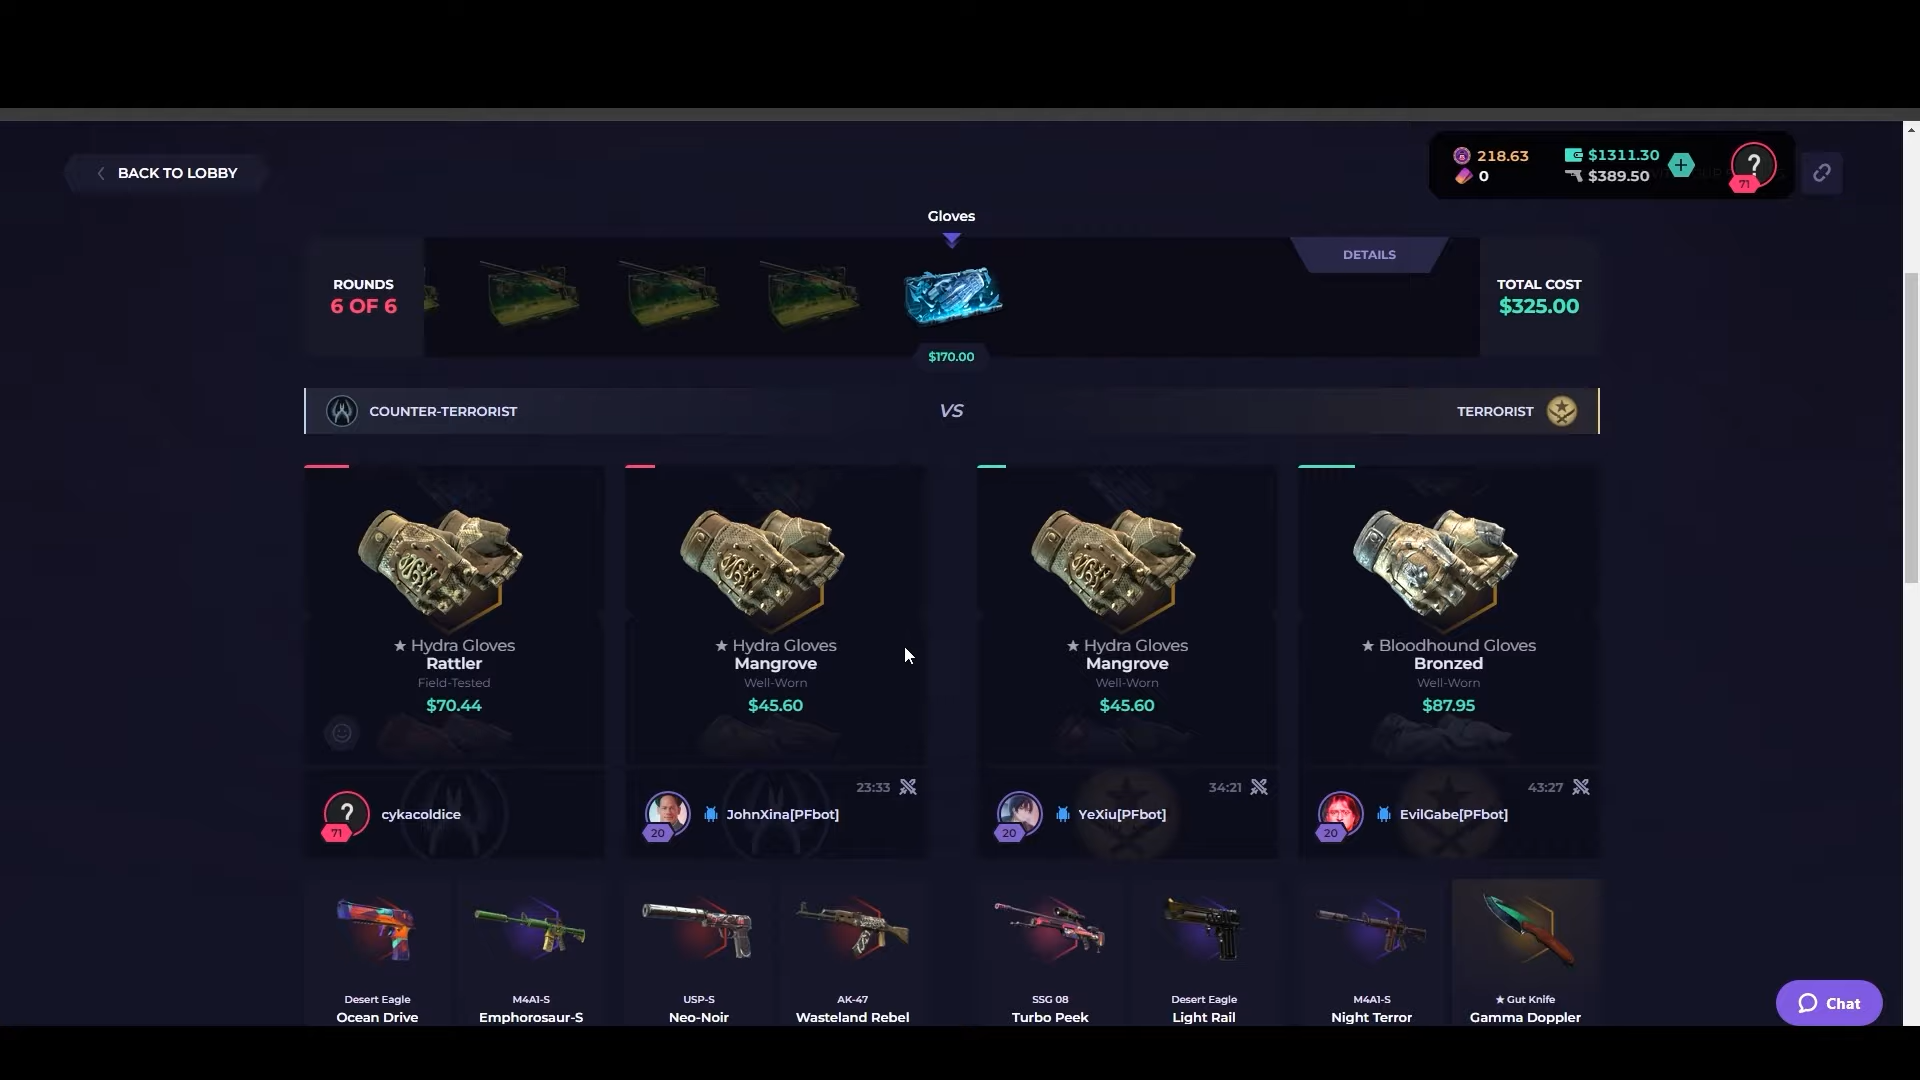 BACK TO LOBBY
218.63
$1311.30
0
$389.50
71
Gloves
ROUNDS
6 OF 6
DETAILS
TOTAL COST
$325.00
$170.00
COUNTER-TERRORIST
VS
TERRORIST
★ Hydra Gloves
Rattler
Field-Tested
$70.44
★ Hydra Gloves
Mangrove
Well-Worn
$45.60
★ Hydra Gloves
Mangrove
Well-Worn
$45.60
★ Bloodhound Gloves
Bronzed
Well-Worn
$87.95
71
cykacoldice
23:33
20
JohnXina[PFbot]
34:21
20
YeXiu[PFbot]
43:27
20
EvilGabe[PFbot]
Desert Eagle
Ocean Drive
M4A1-S
Emphorosaur-S
USP-S
Neo-Noir
AK-47
Wasteland Rebel
SSG 08
Turbo Peek
Desert Eagle
Light Rail
M4A1-S
Night Terror
★ Gut Knife
Gamma Doppler
Chat